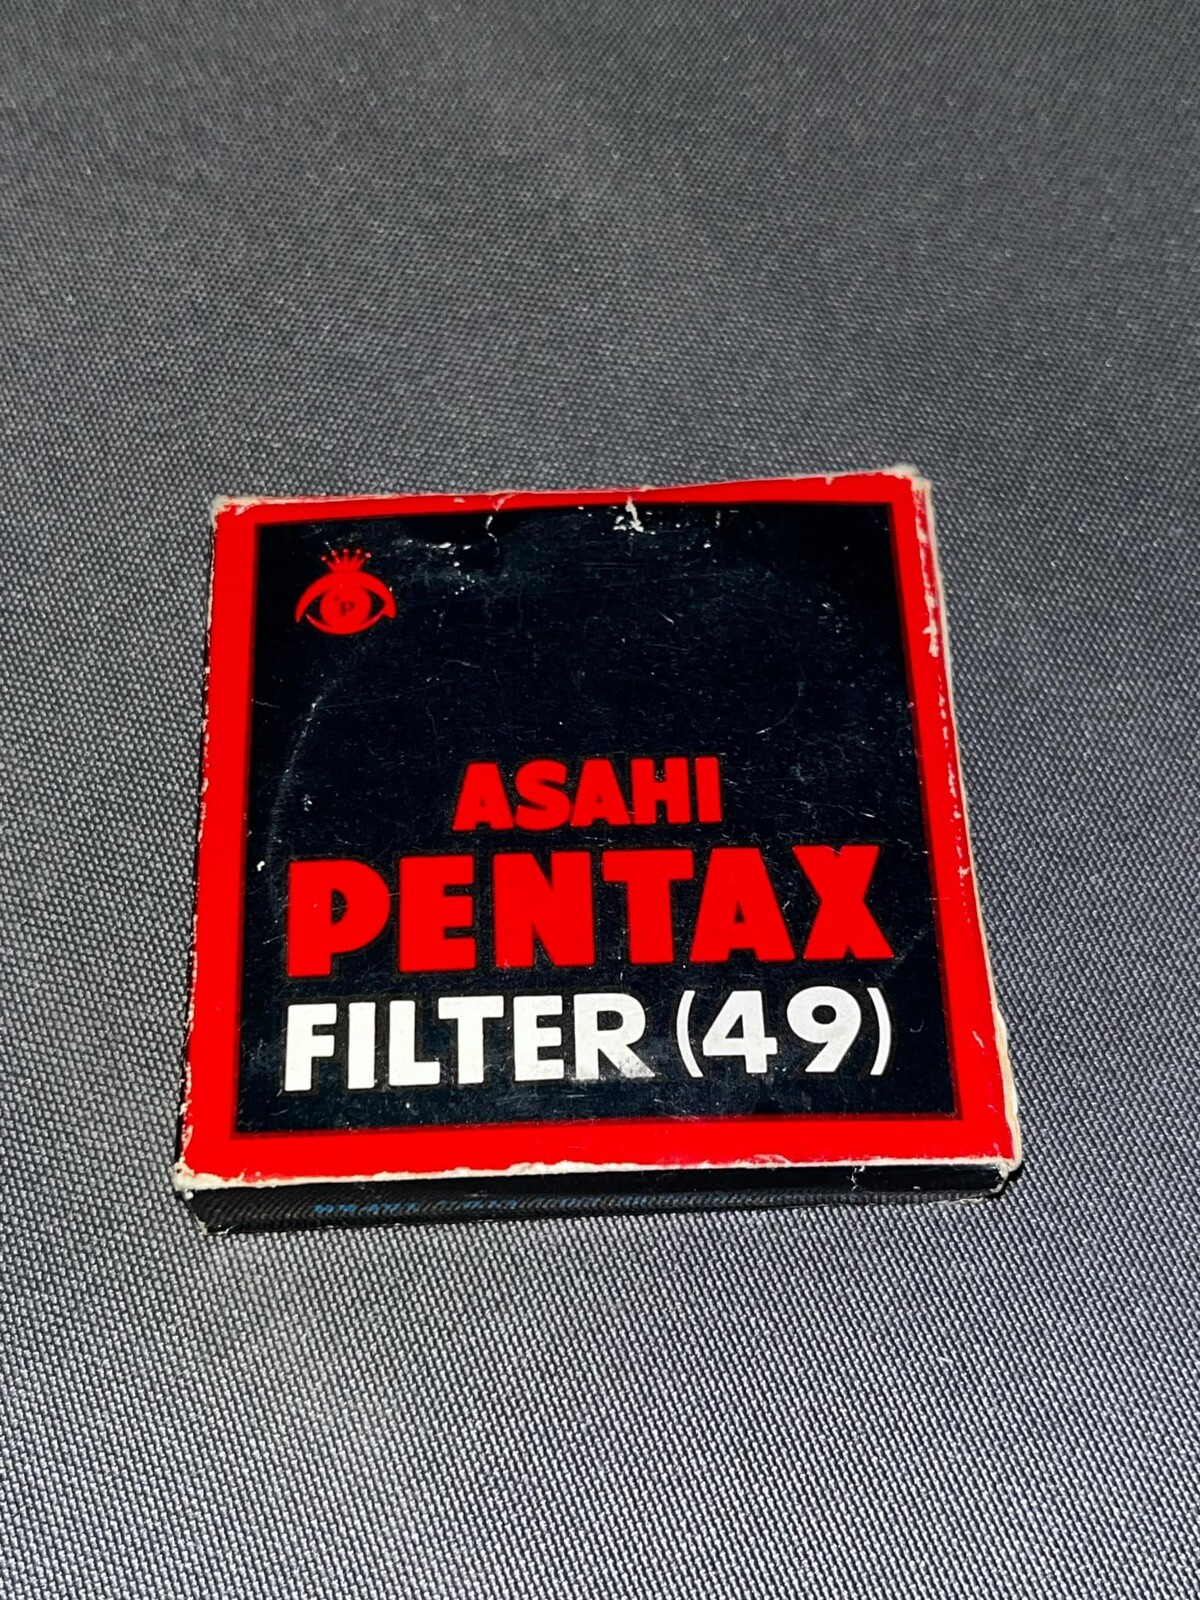 P
ASAHI
PENTAX
FILTER (49)